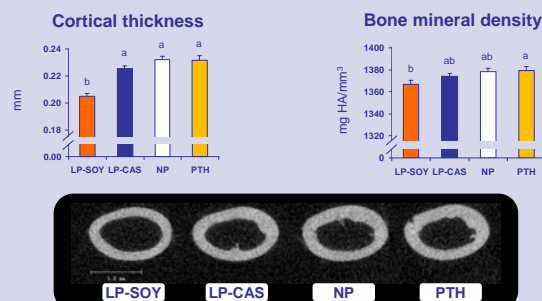 Cortical thickness
0.24
0.22
0.20
0.18
0.00
mm
b
a
a
a
LP-SOY LP-CAS NP PTH
Bone mineral density
1400
1380
1360
1340
1320
0
mg HA/mm³
b
ab
ab
a
LP-SOY LP-CAS NP PTH
LP-SOY LP-CAS NP PTH